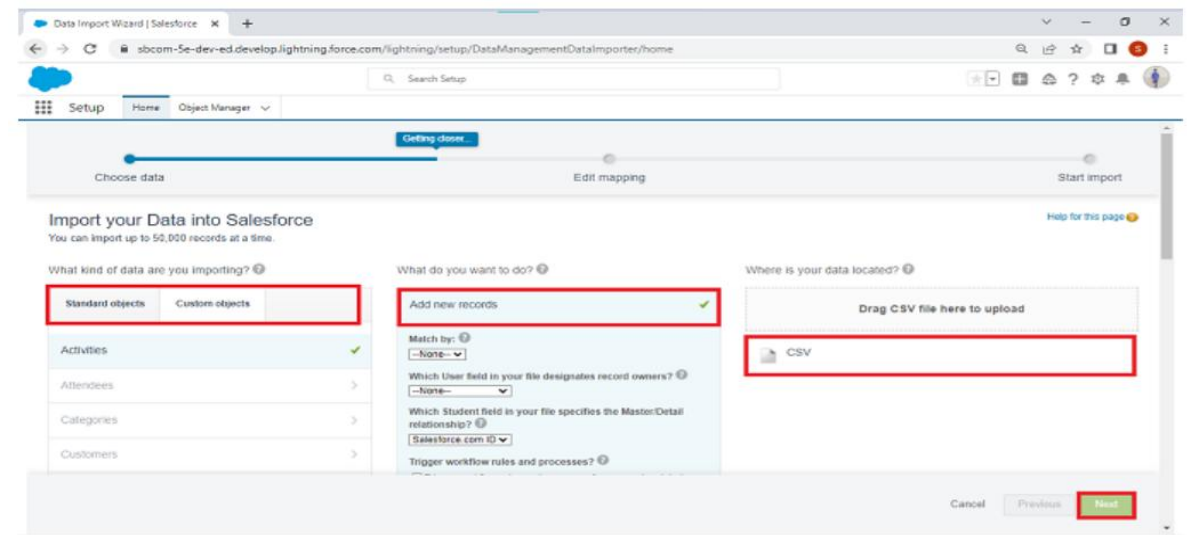 Data Import Wizard | Salesforce
sbcom-5e-dev-ed.develop.lightning.force.com/lightning/setup/DataManagementDataImporter/home
S
Search Setup
Setup Home Object Manager
Getting closer...
Choose data Edit mapping Start import
Import your Data into Salesforce
Help for this page
You can import up to 50,000 records at a time.
What kind of data are you importing? What do you want to do? Where is your data located?
Standard objects Custom objects
Add new records
Drag CSV file here to upload
Match by:
--None--
Activities
CSV
Which User field in your file designates record owners?
--None--
Attendees
Which Student field in your file specifies the Master/Detail
relationship?
Salesforce.com ID
Categories
Customers
Trigger workflow rules and processes?
Cancel Previous Next